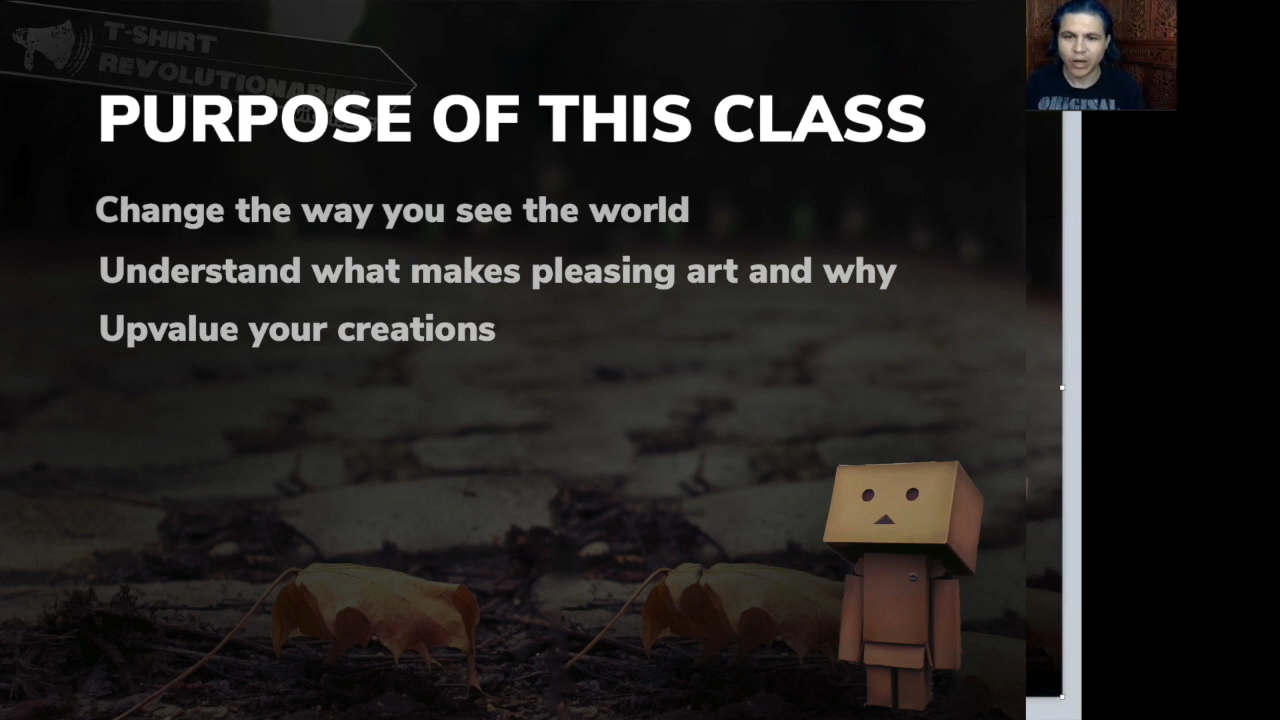 T-SHIRT
REVOLUTIONARIES
PURPOSE OF THIS CLASS
Change the way you see the world
Understand what makes pleasing art and why
Upvalue your creations
ORIGINAL